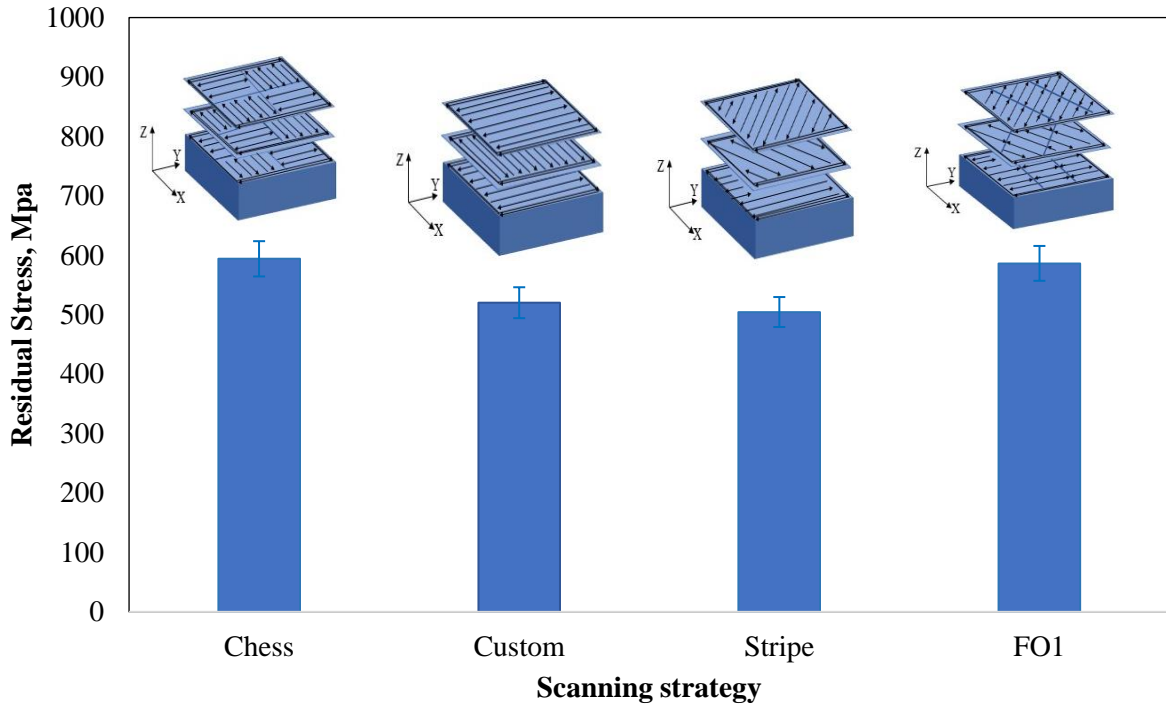 1000
900
800
700
600
500
400
300
200
100
0
Residual Stress, Mpa
Z
Y
X
Z
Y
X
Z
Y
X
Z
Y
X
Chess Custom Stripe FO1
Scanning strategy